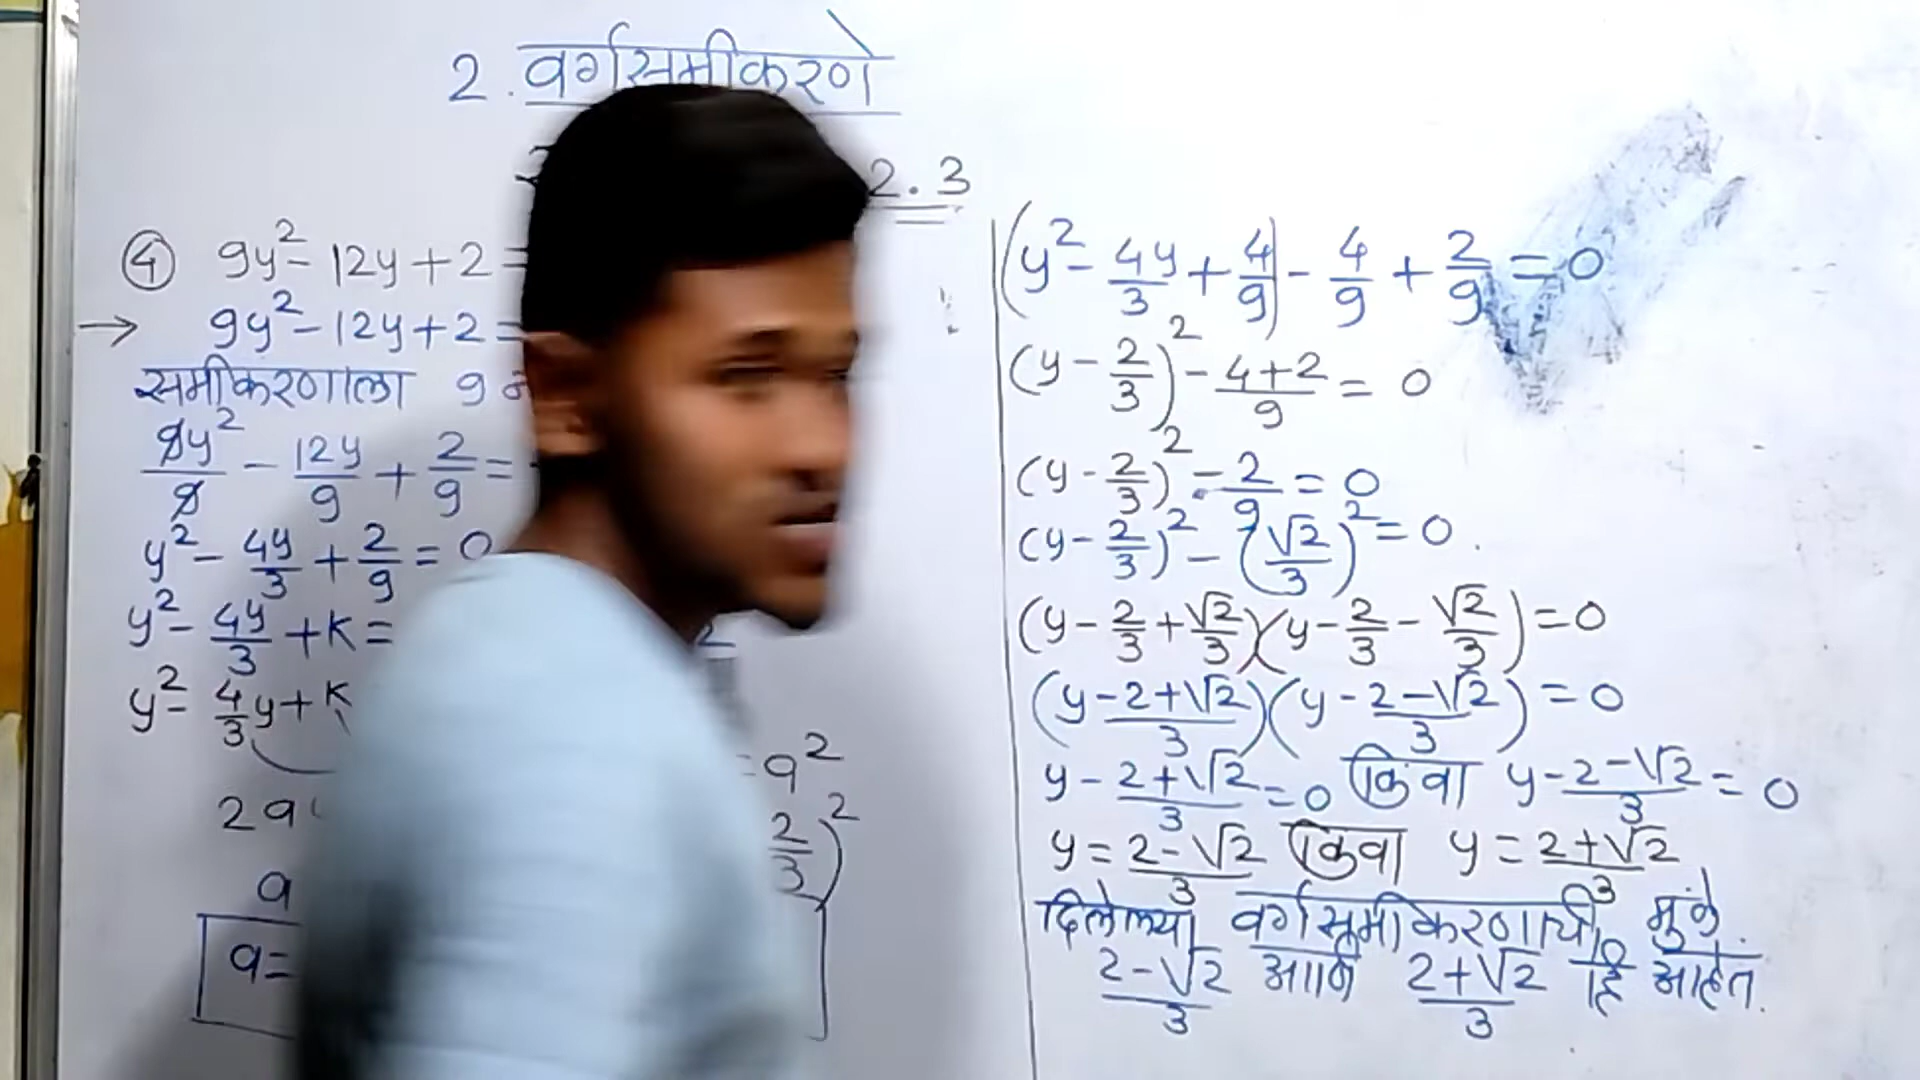 2. वर्गसमीकरणे
2.3
④ 9y² - 12y + 2 =
→ 9y² - 12y + 2 =
समीकरणाला 9
9y²/9 - 12y/9 + 2/9 =
y² - 4y/3 + 2/9 = 0
y² - 4y/3 + k =
y² - 4/3 y + k
2a
= a²
2/3)²
a
a =
(y² - 4y/3 + 4/9) - 4/9 + 2/9 = 0
(y - 2/3)² - 4+2/9 = 0
(y - 2/3)² - 2/9 = 0
(y - 2/3)² - (√2/3)² = 0.
(y - 2/3 + √2/3)(y - 2/3 - √2/3) = 0
(y - 2+√2/3)(y - 2-√2/3) = 0
y - 2+√2/3 = 0 किंवा y - 2-√2/3 = 0
y = 2-√2/3 किंवा y = 2+√2/3
दिलेल्या वर्गसमीकरणाची मुळे
2-√2/3 आणि 2+√2/3 हि आहेत.